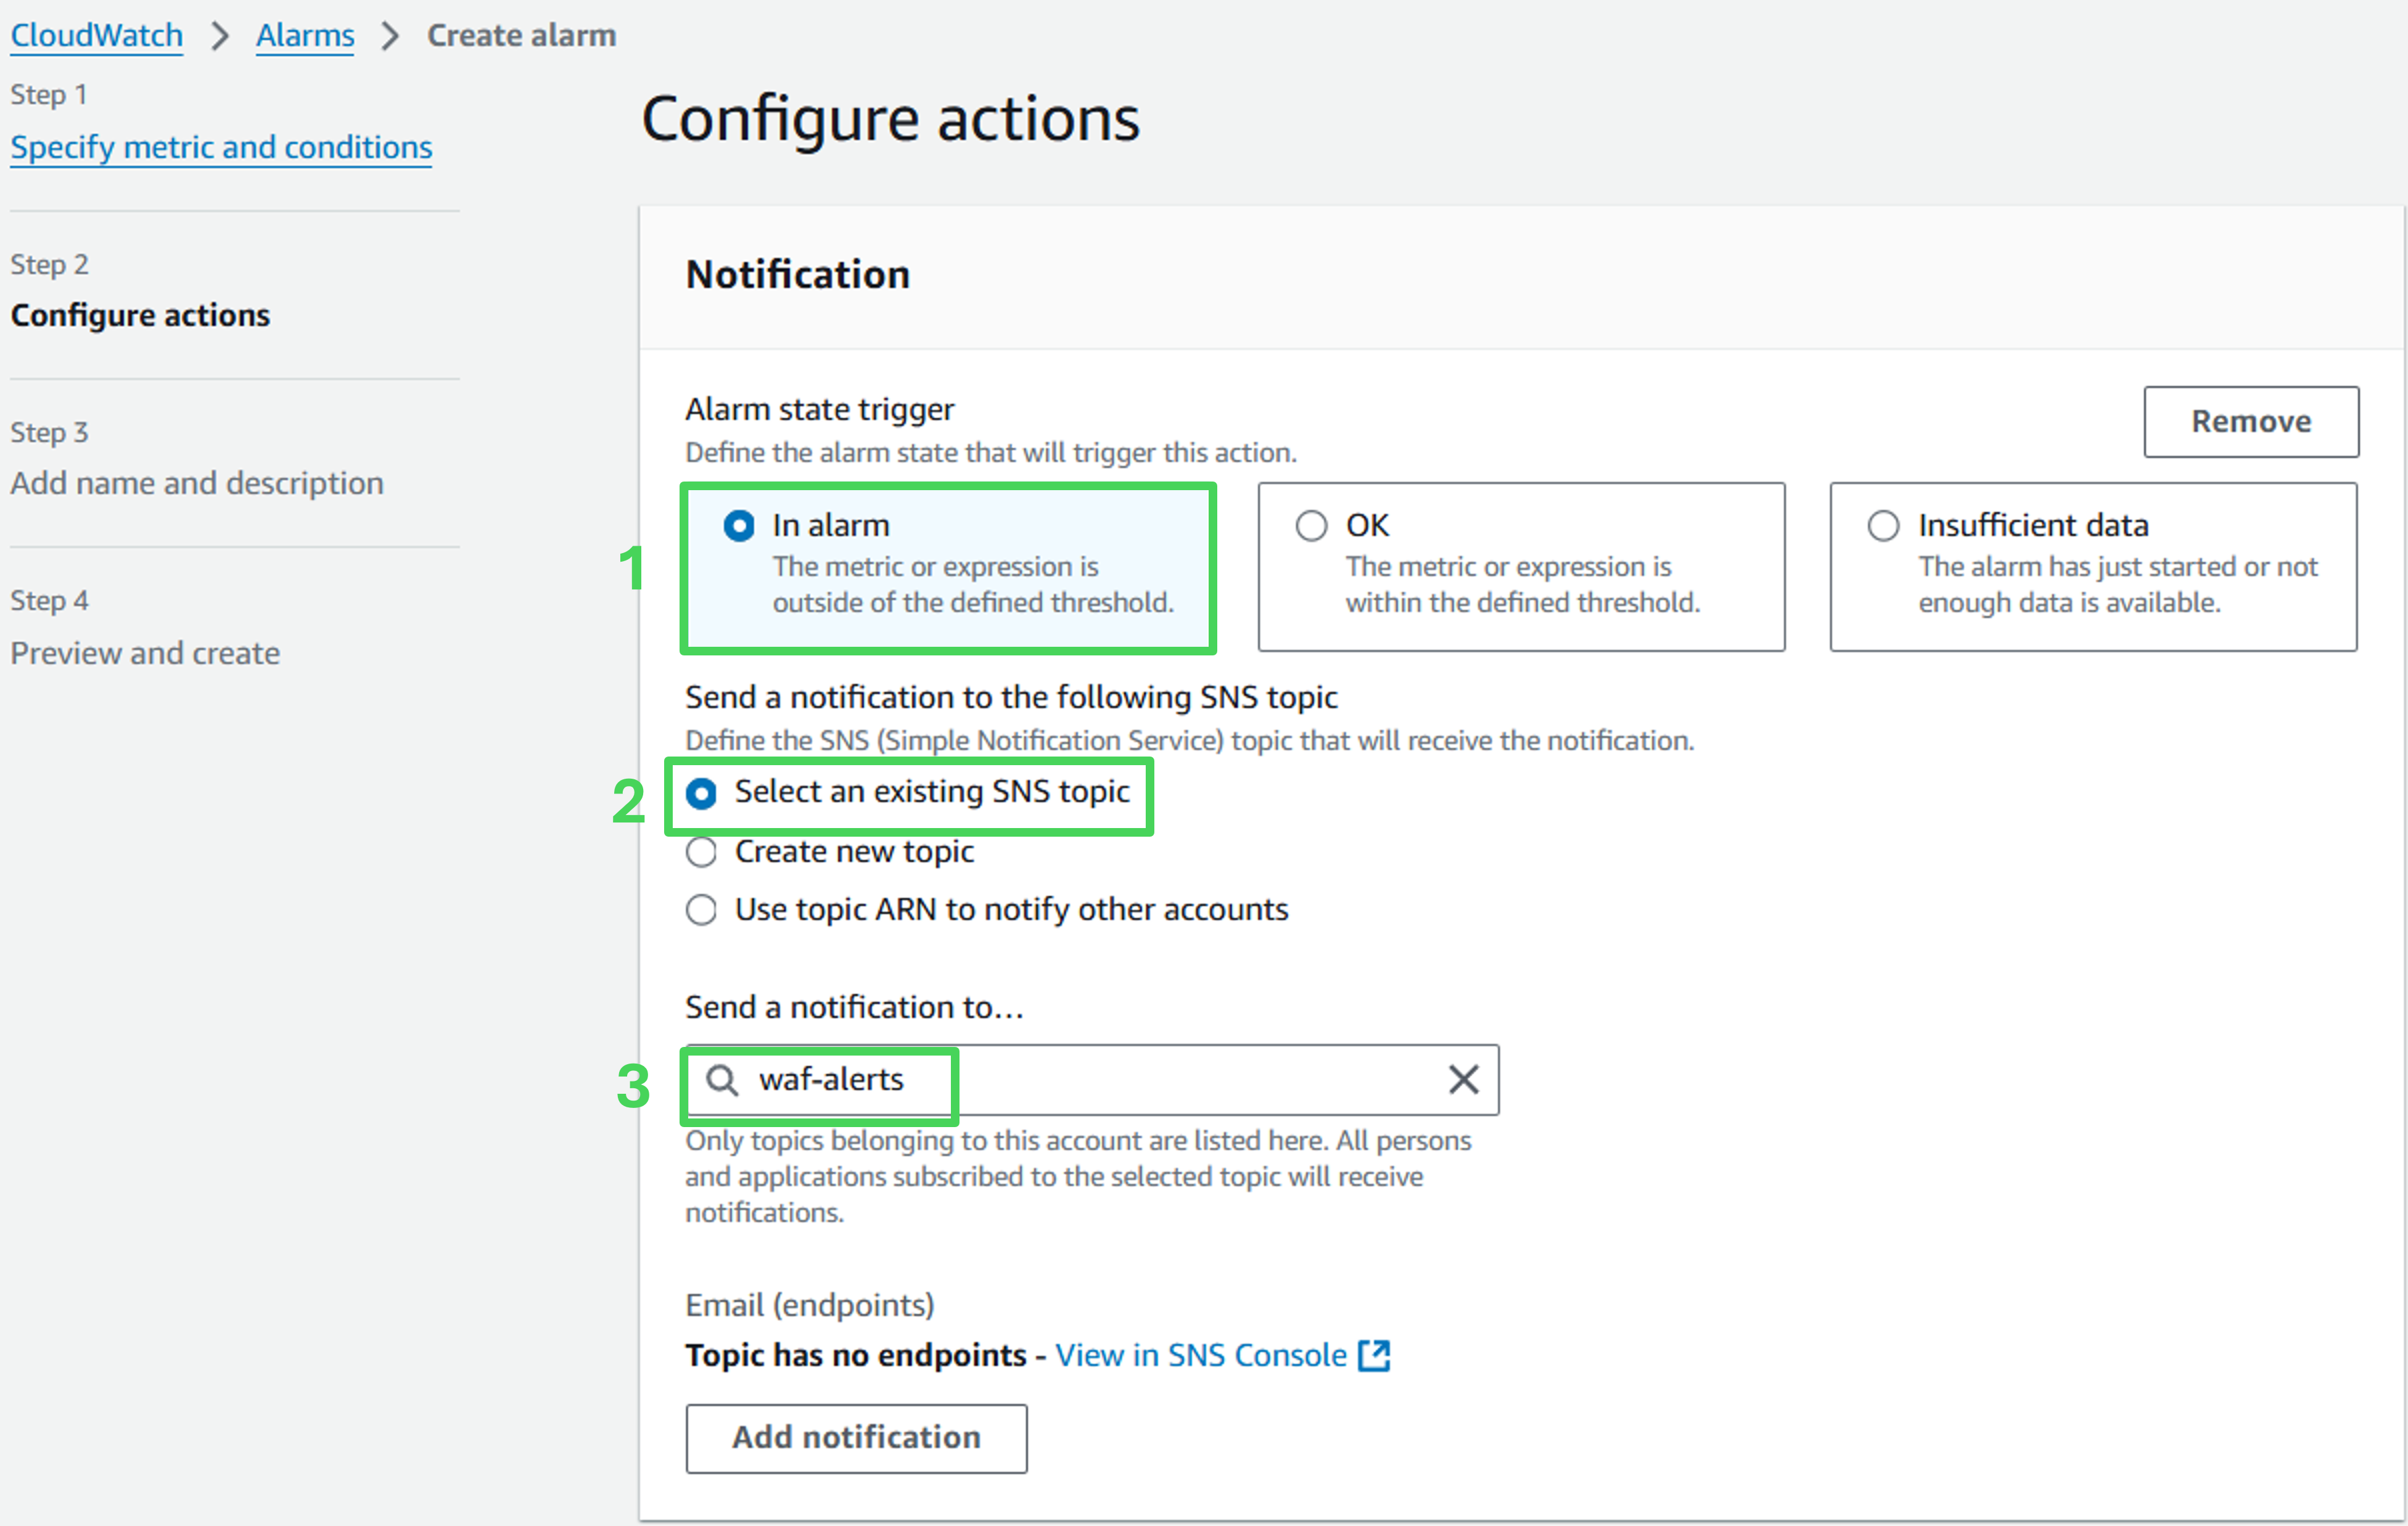 CloudWatch > Alarms > Create alarm
Step 1
Specify metric and conditions
Step 2
Configure actions
Step 3
Add name and description
Step 4
Preview and create
Configure actions
Notification
Alarm state trigger
Define the alarm state that will trigger this action.
Remove
1
In alarm
The metric or expression is
outside of the defined threshold.
OK
The metric or expression is
within the defined threshold.
Insufficient data
The alarm has just started or not
enough data is available.
Send a notification to the following SNS topic
Define the SNS (Simple Notification Service) topic that will receive the notification.
2
Select an existing SNS topic
Create new topic
Use topic ARN to notify other accounts
Send a notification to…
3
waf-alerts
Only topics belonging to this account are listed here. All persons
and applications subscribed to the selected topic will receive
notifications.
Email (endpoints)
Topic has no endpoints - View in SNS Console
Add notification